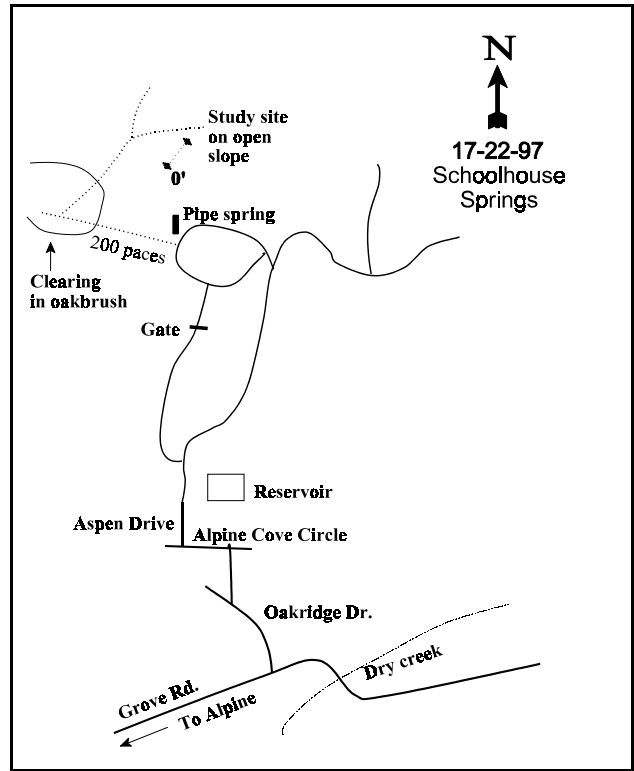 N
17-22-97
Schoolhouse
Springs
Study site
on open
slope
0'
Pipe spring
200 paces
Clearing
in oakbrush
Gate
Reservoir
Aspen Drive
Alpine Cove Circle
Oakridge Dr.
Dry creek
Grove Rd.
To Alpine